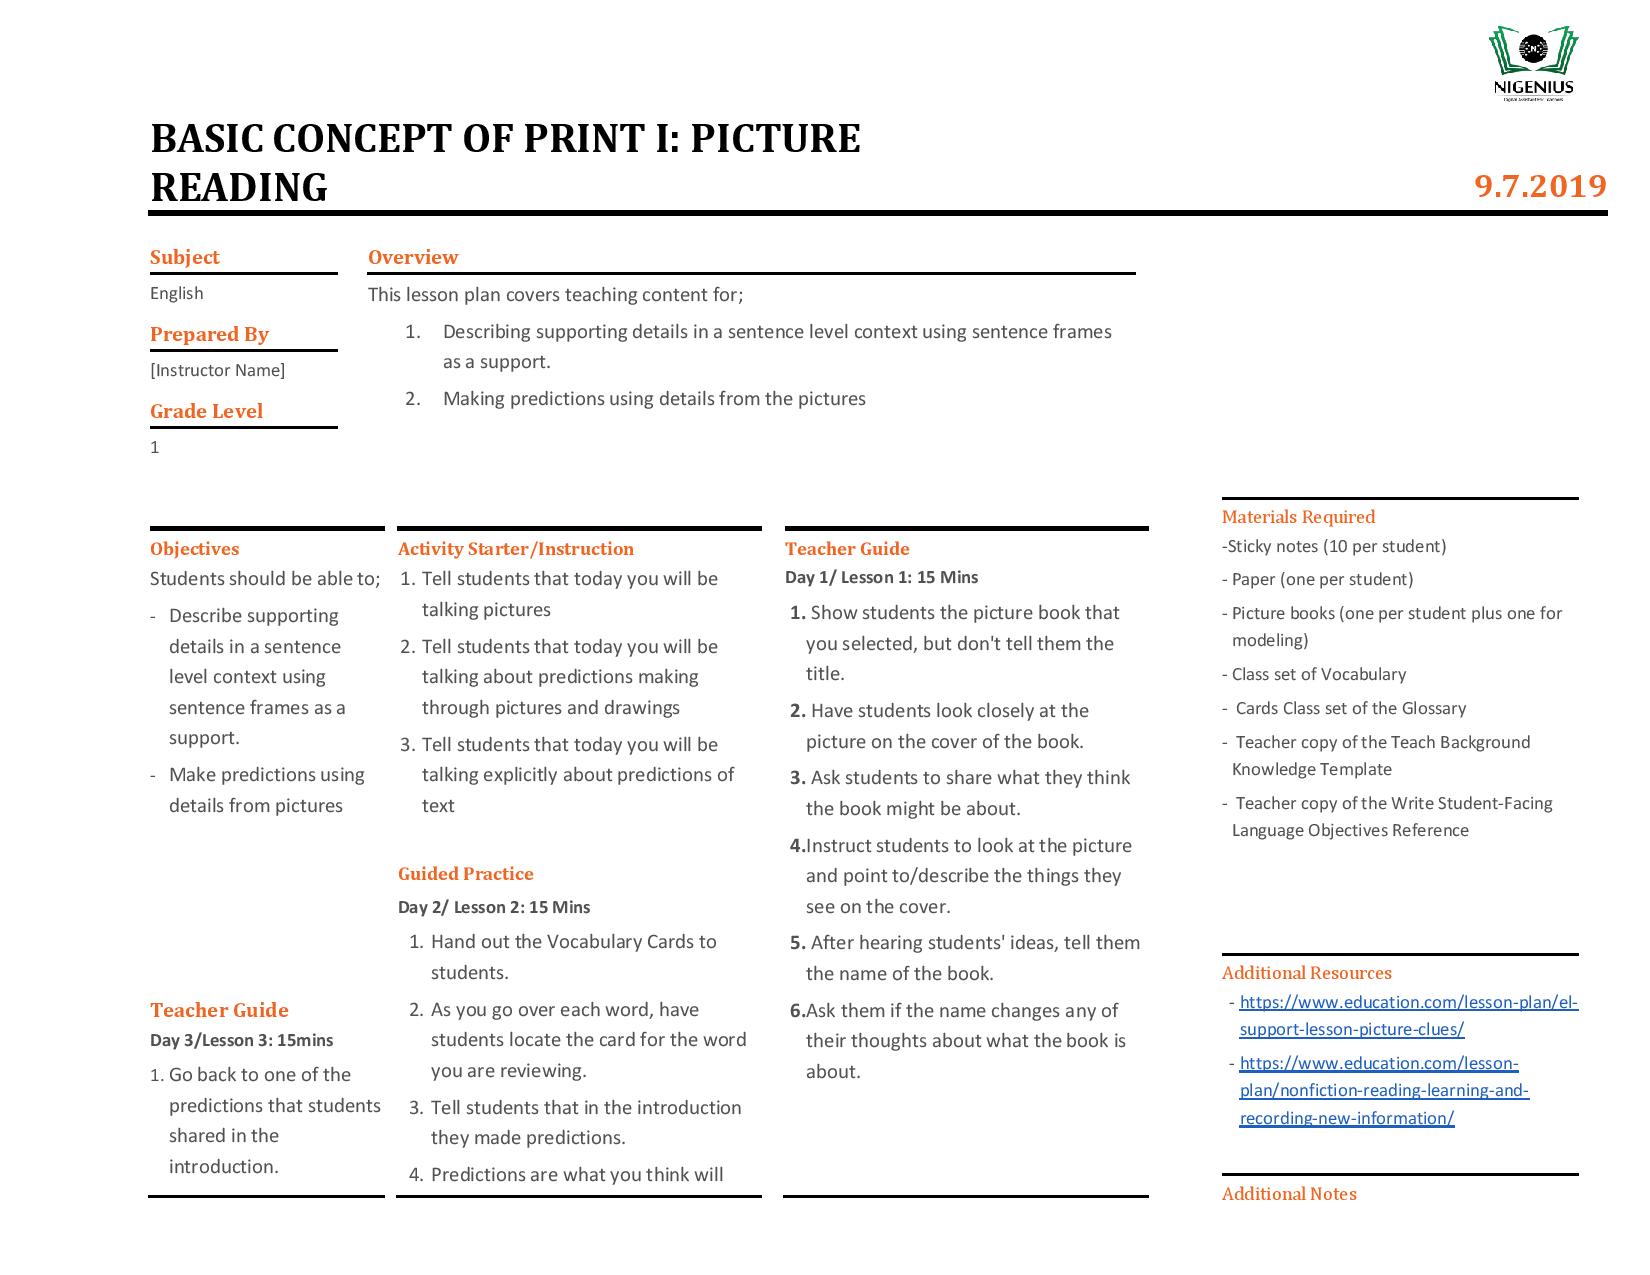 NIGENIUS
BASIC CONCEPT OF PRINT I: PICTURE
READING
9.7.2019
Subject
English
Prepared By
[Instructor Name]
Grade Level
1
Overview
This lesson plan covers teaching content for;
1. Describing supporting details in a sentence level context using sentence frames
as a support.
2. Making predictions using details from the pictures
Objectives
Students should be able to;
- Describe supporting
details in a sentence
level context using
sentence frames as a
support.
- Make predictions using
details from pictures
Teacher Guide
Day 3/Lesson 3: 15mins
1. Go back to one of the
predictions that students
shared in the
introduction.
Activity Starter/Instruction
1. Tell students that today you will be
talking pictures
2. Tell students that today you will be
talking about predictions making
through pictures and drawings
3. Tell students that today you will be
talking explicitly about predictions of
text
Guided Practice
Day 2/ Lesson 2: 15 Mins
1. Hand out the Vocabulary Cards to
students.
2. As you go over each word, have
students locate the card for the word
you are reviewing.
3. Tell students that in the introduction
they made predictions.
4. Predictions are what you think will
Teacher Guide
Day 1/ Lesson 1: 15 Mins
1. Show students the picture book that
you selected, but don't tell them the
title.
2. Have students look closely at the
picture on the cover of the book.
3. Ask students to share what they think
the book might be about.
4.Instruct students to look at the picture
and point to/describe the things they
see on the cover.
5. After hearing students' ideas, tell them
the name of the book.
6.Ask them if the name changes any of
their thoughts about what the book is
about.
Materials Required
-Sticky notes (10 per student)
- Paper (one per student)
- Picture books (one per student plus one for
modeling)
- Class set of Vocabulary
- Cards Class set of the Glossary
- Teacher copy of the Teach Background
Knowledge Template
- Teacher copy of the Write Student-Facing
Language Objectives Reference
Additional Resources
- https://www.education.com/lesson-plan/el-
support-lesson-picture-clues/
- https://www.education.com/lesson-
plan/nonfiction-reading-learning-and-
recording-new-information/
Additional Notes